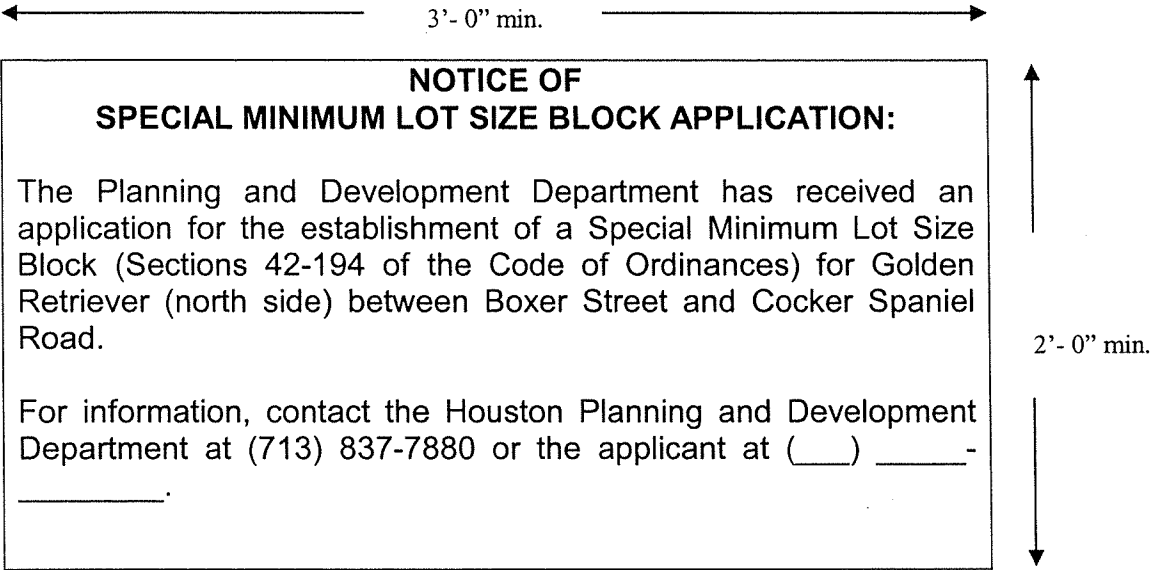 3’- 0” min.
NOTICE OF
SPECIAL MINIMUM LOT SIZE BLOCK APPLICATION:
The Planning and Development Department has received an
application for the establishment of a Special Minimum Lot Size
Block (Sections 42-194 of the Code of Ordinances) for Golden
Retriever (north side) between Boxer Street and Cocker Spaniel
Road.
2’- 0” min.
For information, contact the Houston Planning and Development
Department at (713) 837-7880 or the applicant at (___) _____-
________.